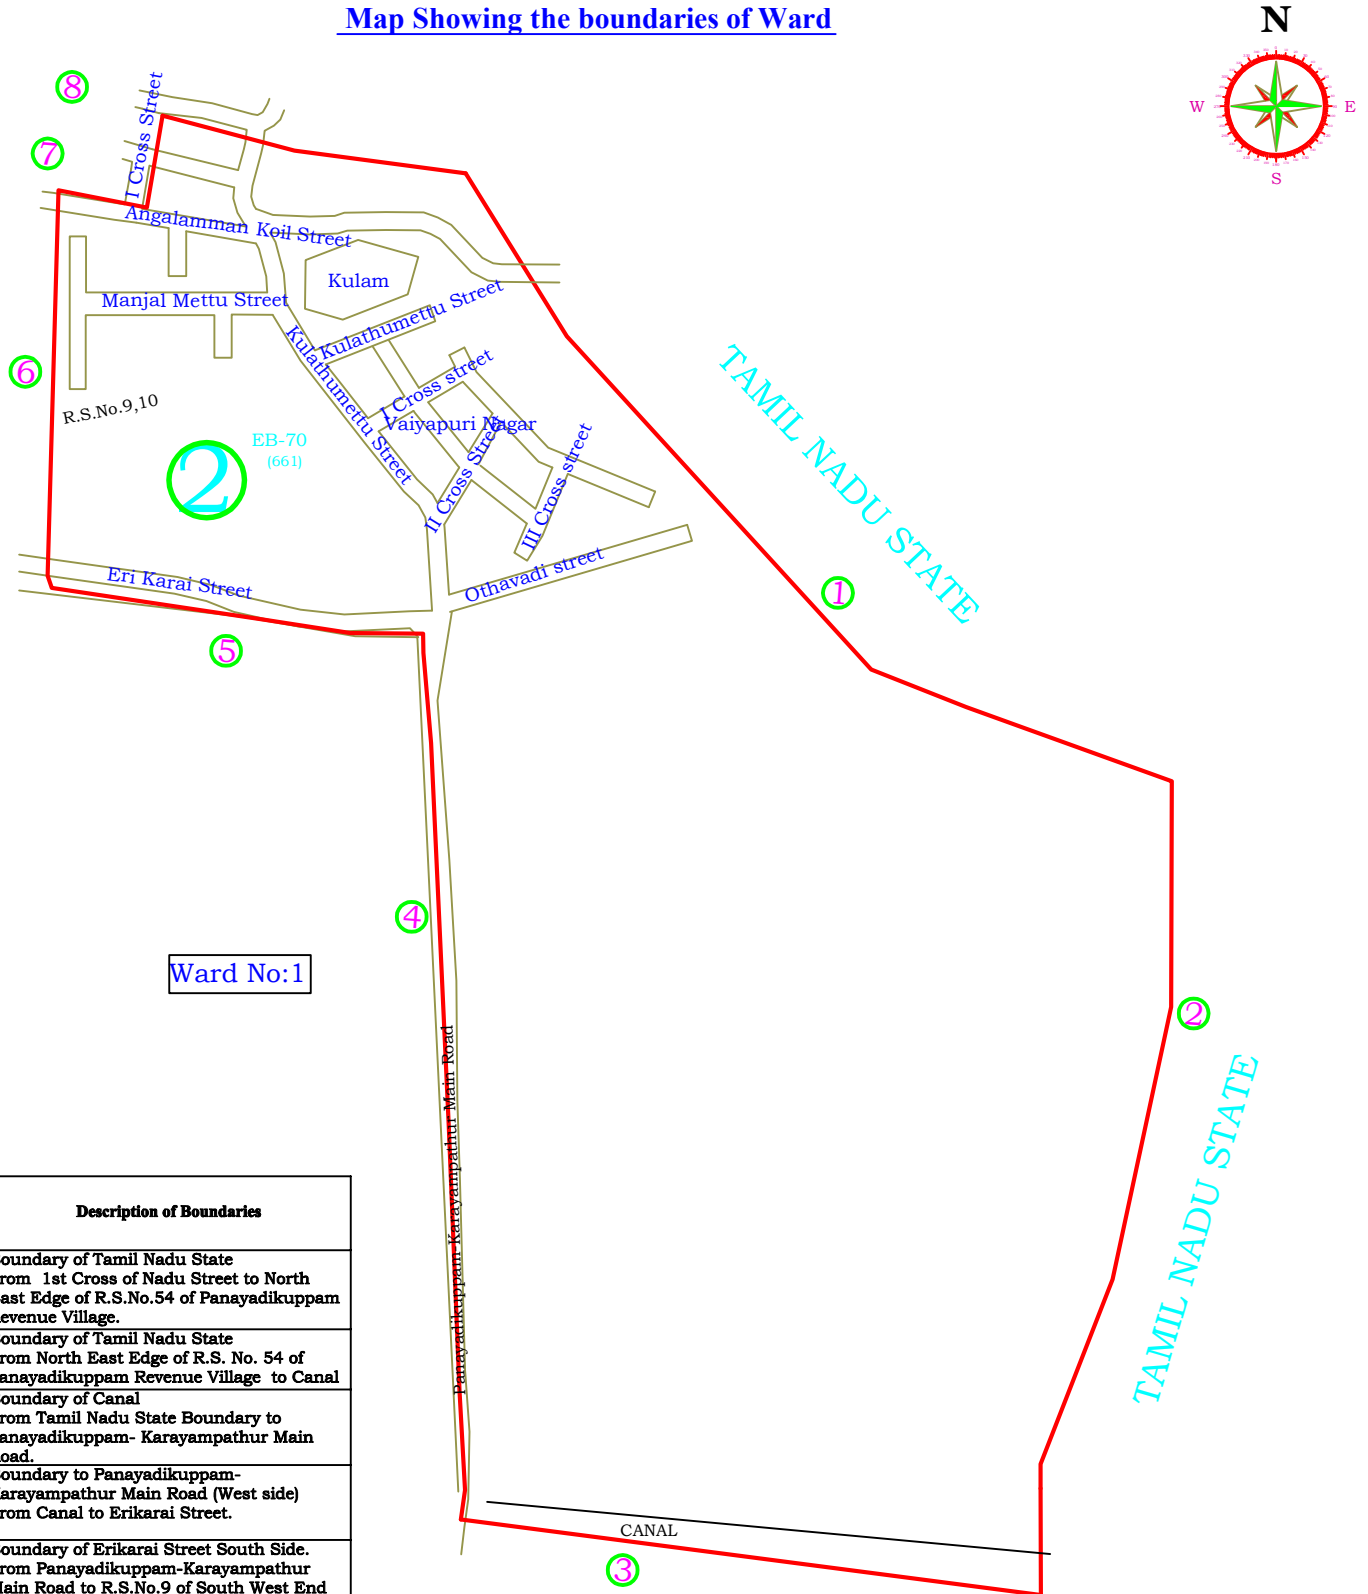 Map Showing the boundaries of Ward
N
W
E
S
8
7
I Cross Street
Angalamman Koil Street
Kulam
Manjal Mettu Street
Kulathumettu Street
Kulathumettu Street
I Cross street
Vaiyapuri Nagar
II Cross Street
III Cross street
6
R.S.No.9,10
EB-70
(661)
2
Eri Karai Street
Othavadi street
5
TAMIL NADU STATE
1
4
Ward No:1
2
Panayadikuppam-Karayampathur Main Road
TAMIL NADU STATE
CANAL
3
Description of Boundaries
oundary of Tamil Nadu State
rom 1st Cross of Nadu Street to North
ast Edge of R.S.No.54 of Panayadikuppam
evenue Village.
oundary of Tamil Nadu State
rom North East Edge of R.S. No. 54 of
anayadikuppam Revenue Village to Canal
oundary of Canal
rom Tamil Nadu State Boundary to
anayadikuppam- Karayampathur Main
oad.
oundary to Panayadikuppam-
arayampathur Main Road (West side)
rom Canal to Erikarai Street.
oundary of Erikarai Street South Side.
rom Panayadikuppam-Karayampathur
Main Road to R.S.No.9 of South West End